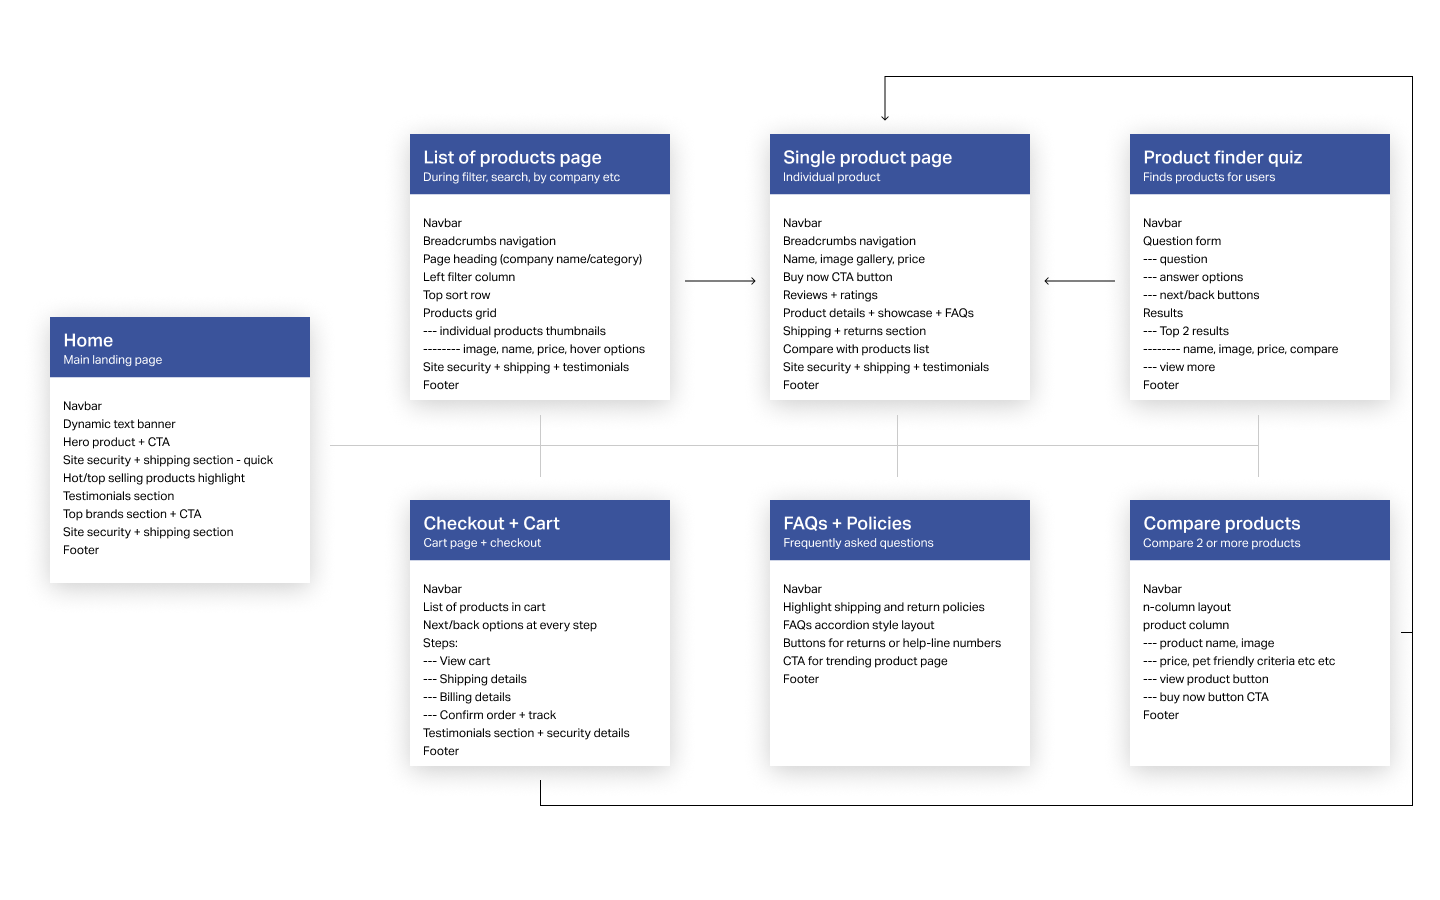 Home
Main landing page
Navbar
Dynamic text banner
Hero product + CTA
Site security + shipping section - quick
Hot/top selling products highlight
Testimonials section
Top brands section + CTA
Site security + shipping section
Footer
List of products page
During filter, search, by company etc
Navbar
Breadcrumbs navigation
Page heading (company name/category)
Left filter column
Top sort row
Products grid
--- individual products thumbnails
-------- image, name, price, hover options
Site security + shipping + testimonials
Footer
Single product page
Individual product
Navbar
Breadcrumbs navigation
Name, image gallery, price
Buy now CTA button
Reviews + ratings
Product details + showcase + FAQs
Shipping + returns section
Compare with products list
Site security + shipping + testimonials
Footer
Product finder quiz
Finds products for users
Navbar
Question form
--- question
--- answer options
--- next/back buttons
Results
--- Top 2 results
-------- name, image, price, compare
--- view more
Footer
Checkout + Cart
Cart page + checkout
Navbar
List of products in cart
Next/back options at every step
Steps:
--- View cart
--- Shipping details
--- Billing details
--- Confirm order + track
Testimonials section + security details
Footer
FAQs + Policies
Frequently asked questions
Navbar
Highlight shipping and return policies
FAQs accordion style layout
Buttons for returns or help-line numbers
CTA for trending product page
Footer
Compare products
Compare 2 or more products
Navbar
n-column layout
product column
--- product name, image
--- price, pet friendly criteria etc etc
--- view product button
--- buy now button CTA
Footer